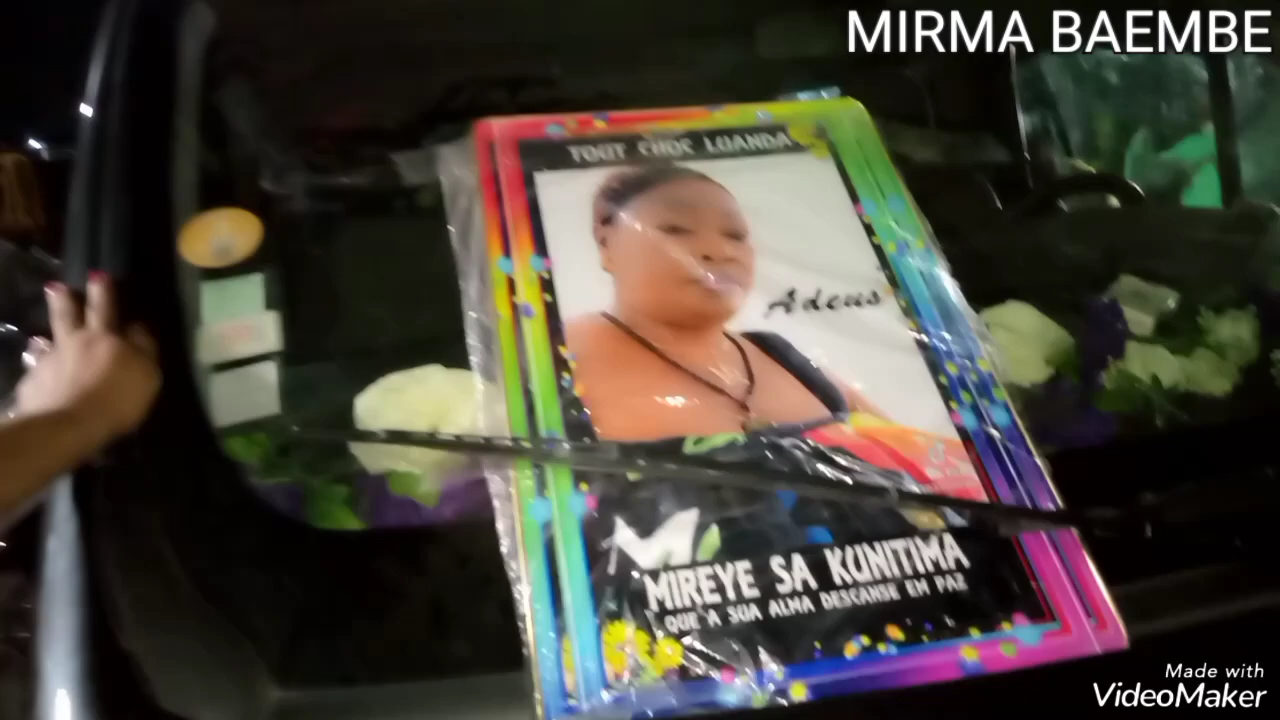 MIRMA BAEMBE
TOUT CHOC LUANDA
Adeus
MIREYE SA KUNITIMA
QUE A SUA ALMA DESCANSE EM PAZ
Made with
VideoMaker